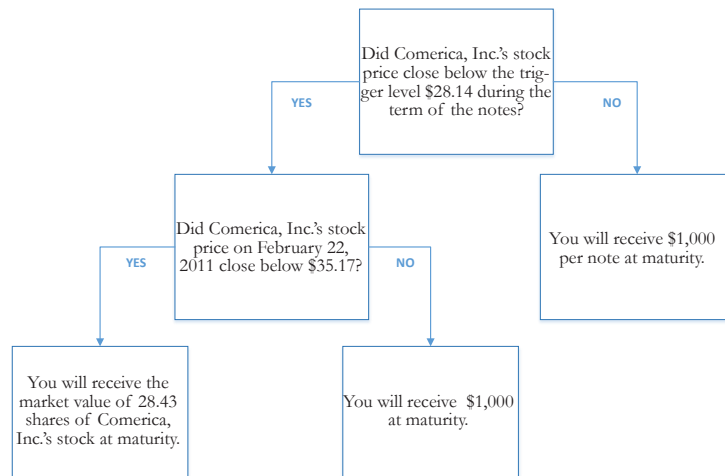 Did Comerica, Inc.'s stock
price close below the trig-
ger level $28.14 during the
term of the notes?
YES
NO
Did Comerica, Inc.'s stock
price on February 22,
2011 close below $35.17?
You will receive $1,000
per note at maturity.
YES
NO
You will receive the
market value of 28.43
shares of Comerica,
Inc.'s stock at maturity.
You will receive $1,000
at maturity.